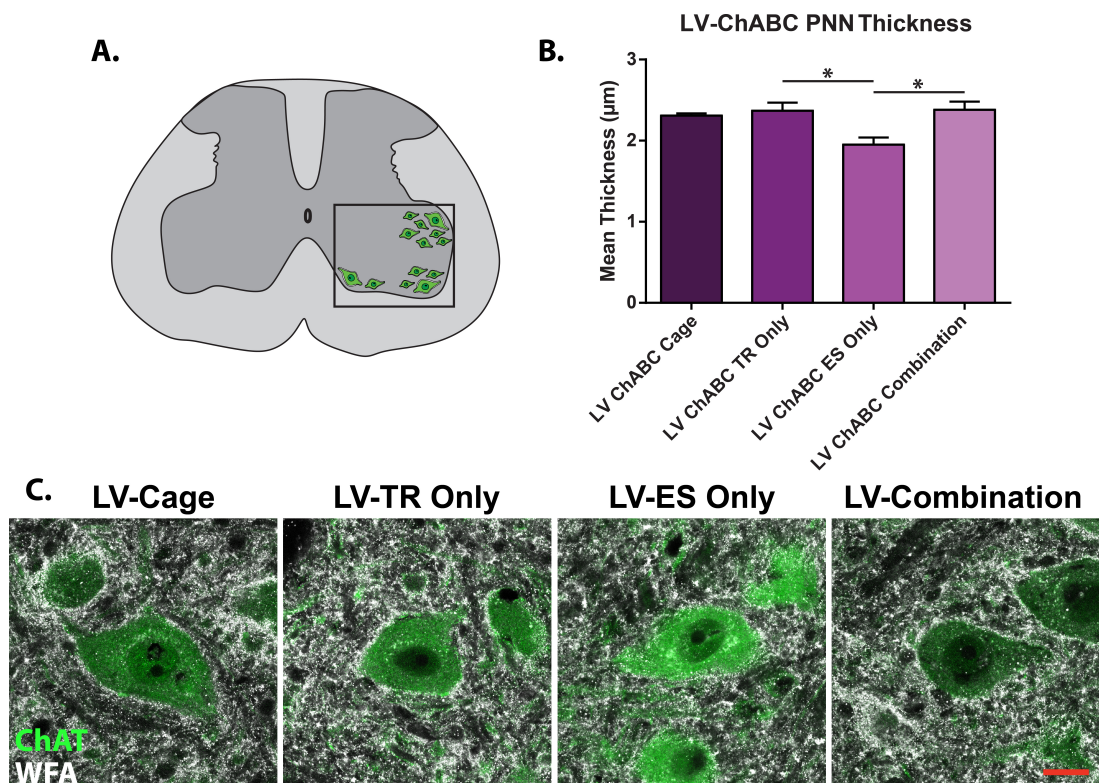 A.
B.
LV-ChABC PNN Thickness
Mean Thickness (μm)
3
2
1
0
*
*
LV ChABC Cage
LV ChABC TR Only
LV ChABC ES Only
LV ChABC Combination
C.
LV-Cage
LV-TR Only
LV-ES Only
LV-Combination
ChAT
WFA